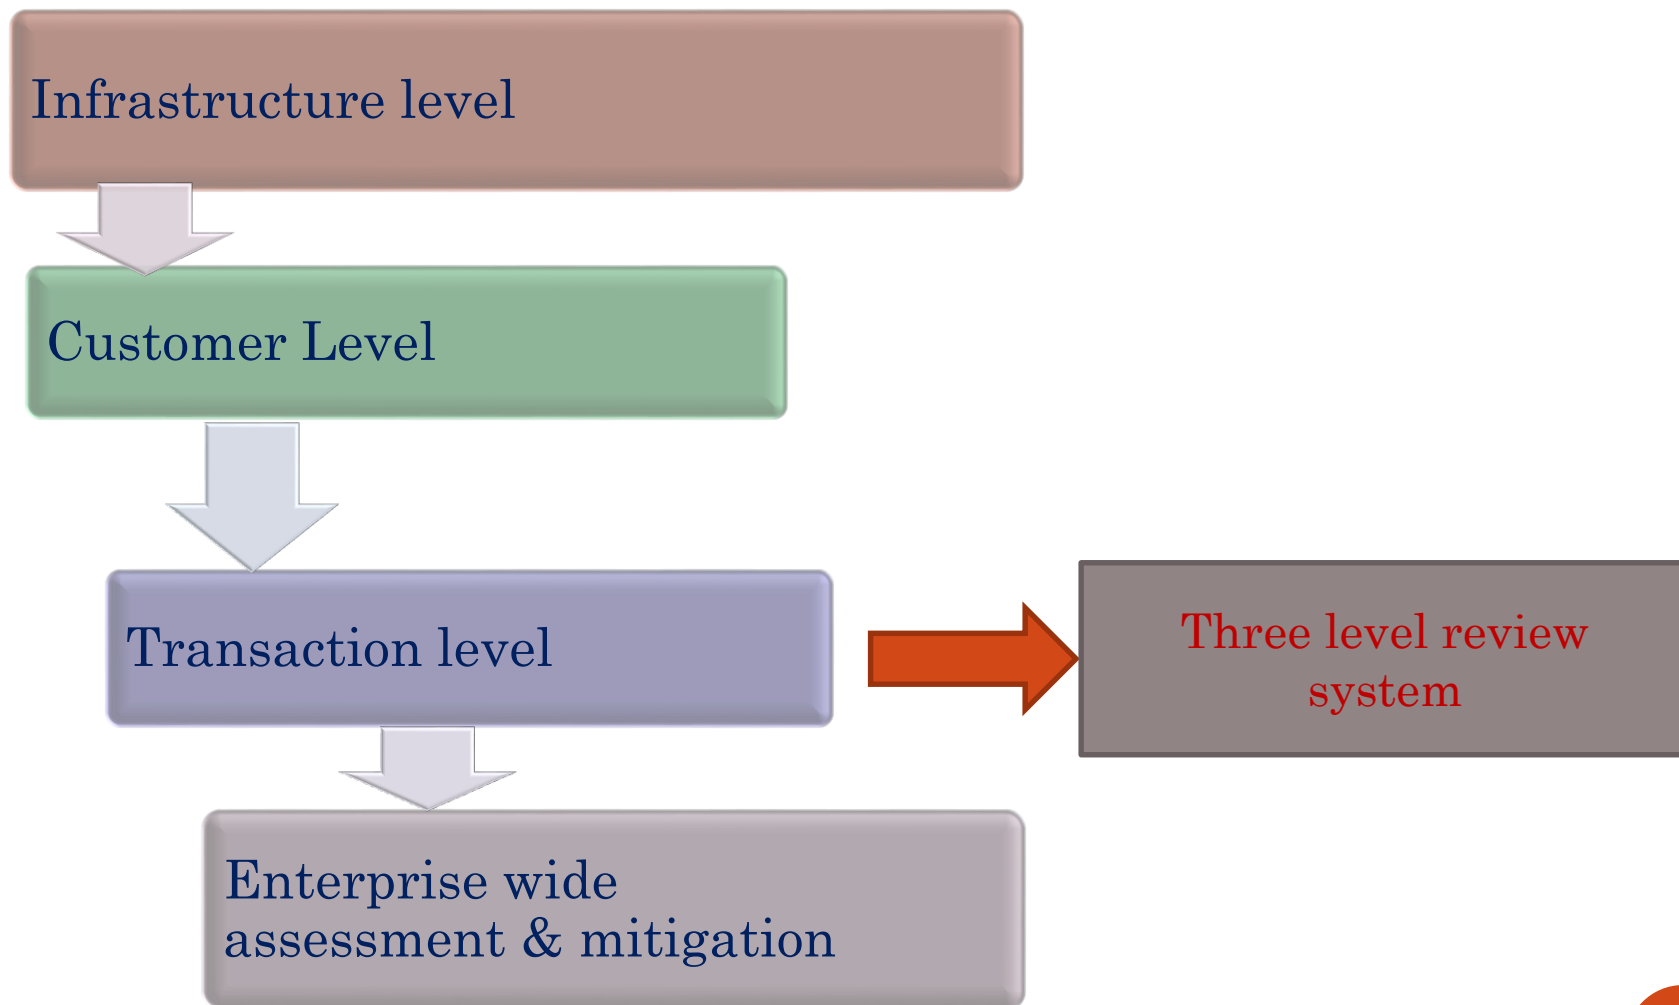 Infrastructure level
Customer Level
Transaction level
Three level review
system
Enterprise wide
assessment & mitigation